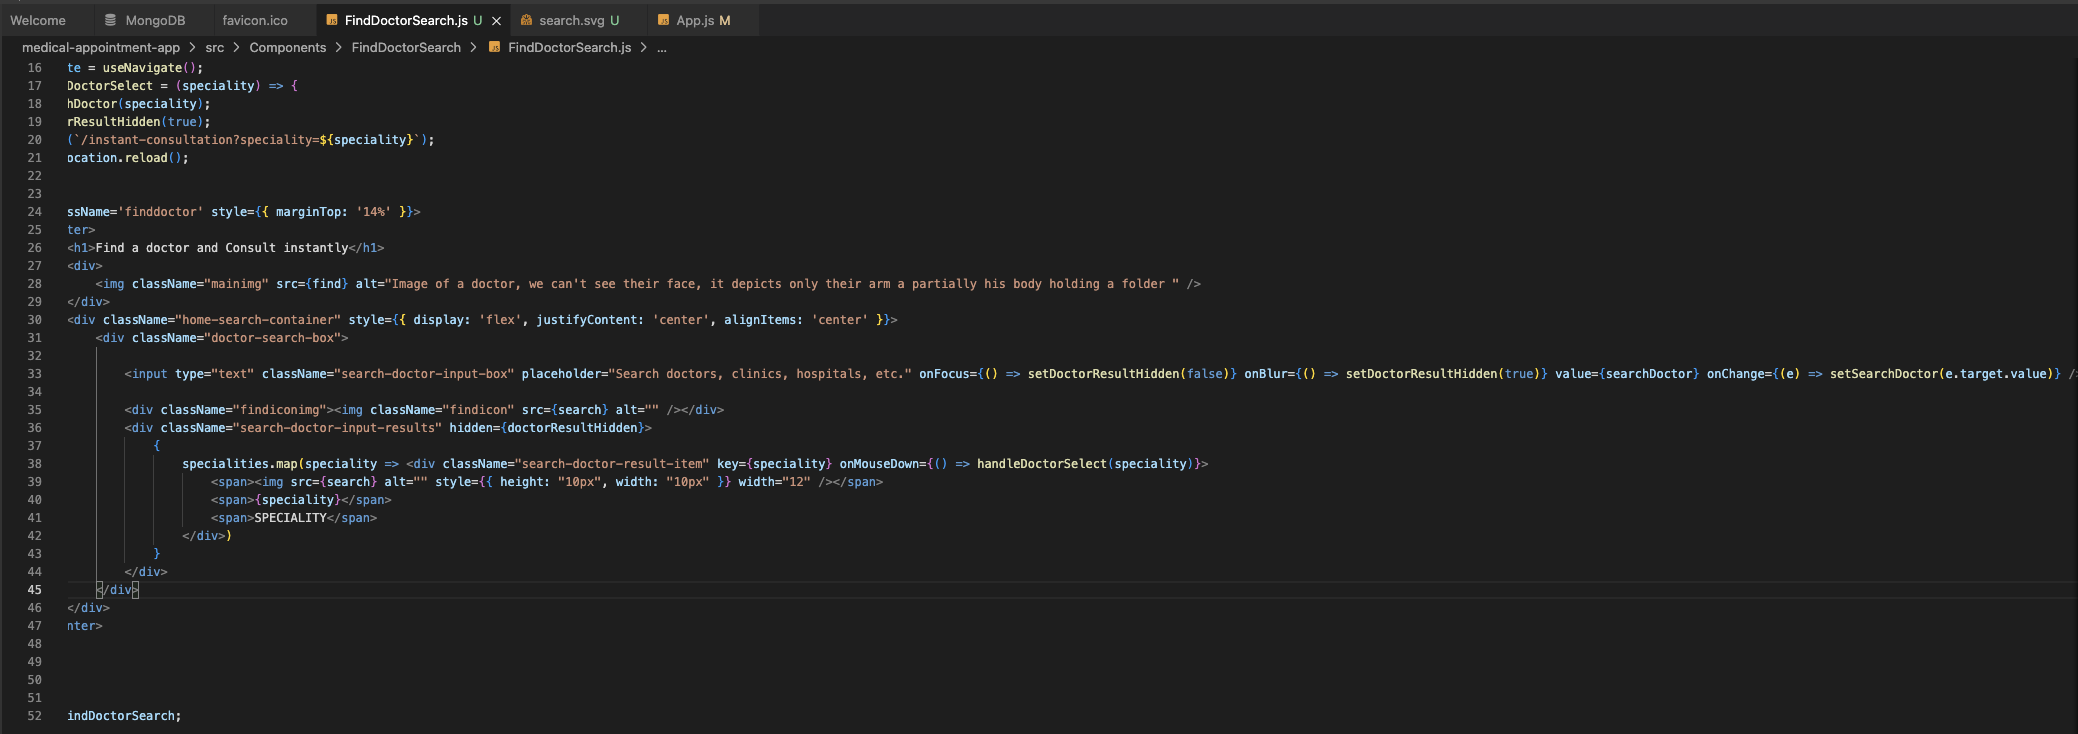 Welcome MongoDB favicon.ico FindDoctorSearch.js U × search.svg U App.js M
medical-appointment-app > src > Components > FindDoctorSearch > FindDoctorSearch.js > ...
16 te = useNavigate();
17 DoctorSelect = (speciality) => {
18 hDoctor(speciality);
19 rResultHidden(true);
20 (`/instant-consultation?speciality=${speciality}`);
21 ocation.reload();
22
23
24 ssName='finddoctor' style={{ marginTop: '14%' }}>
25 ter>
26 <h1>Find a doctor and Consult instantly</h1>
27 <div>
28 <img className="mainimg" src={find} alt="Image of a doctor, we can't see their face, it depicts only their arm a partially his body holding a folder " />
29 </div>
30 <div className="home-search-container" style={{ display: 'flex', justifyContent: 'center', alignItems: 'center' }}>
31 <div className="doctor-search-box">
32
33 <input type="text" className="search-doctor-input-box" placeholder="Search doctors, clinics, hospitals, etc." onFocus={() => setDoctorResultHidden(false)} onBlur={() => setDoctorResultHidden(true)} value={searchDoctor} onChange={(e) => setSearchDoctor(e.target.value)} />
34
35 <div className="findiconimg"><img className="findicon" src={search} alt="" /></div>
36 <div className="search-doctor-input-results" hidden={doctorResultHidden}>
37 {
38 specialities.map(speciality => <div className="search-doctor-result-item" key={speciality} onMouseDown={() => handleDoctorSelect(speciality)}>
39 <span><img src={search} alt="" style={{ height: "10px", width: "10px" }} width="12" /></span>
40 <span>{speciality}</span>
41 <span>SPECIALITY</span>
42 </div>)
43 }
44 </div>
45 </div>
46 </div>
47 nter>
48
49
50
51
52 indDoctorSearch;